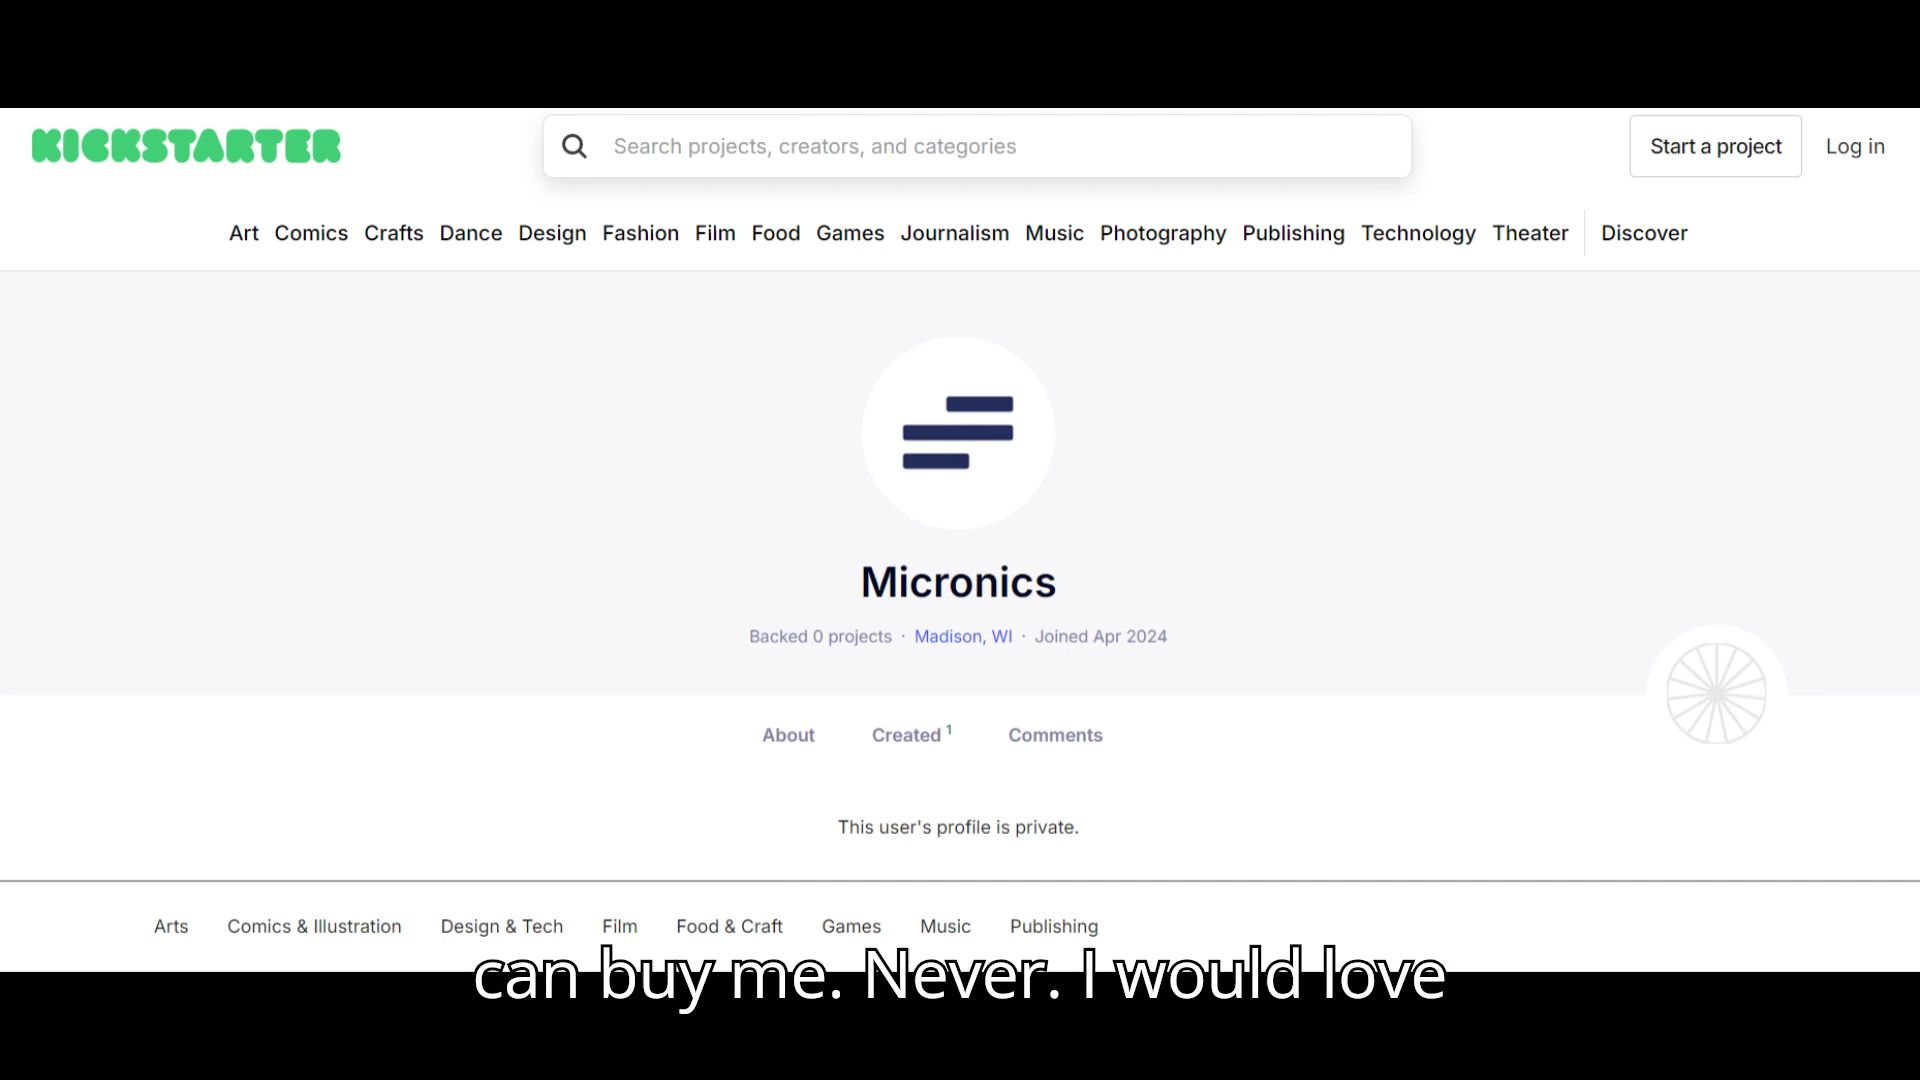 KICKSTARTER
Search projects, creators, and categories
Start a project
Log in
Art Comics Crafts Dance Design Fashion Film Food Games Journalism Music Photography Publishing Technology Theater Discover
Micronics
Backed 0 projects · Madison, WI · Joined Apr 2024
About Created 1 Comments
This user's profile is private.
Arts Comics & Illustration Design & Tech Film Food & Craft Games Music Publishing
can buy me. Never. I would love